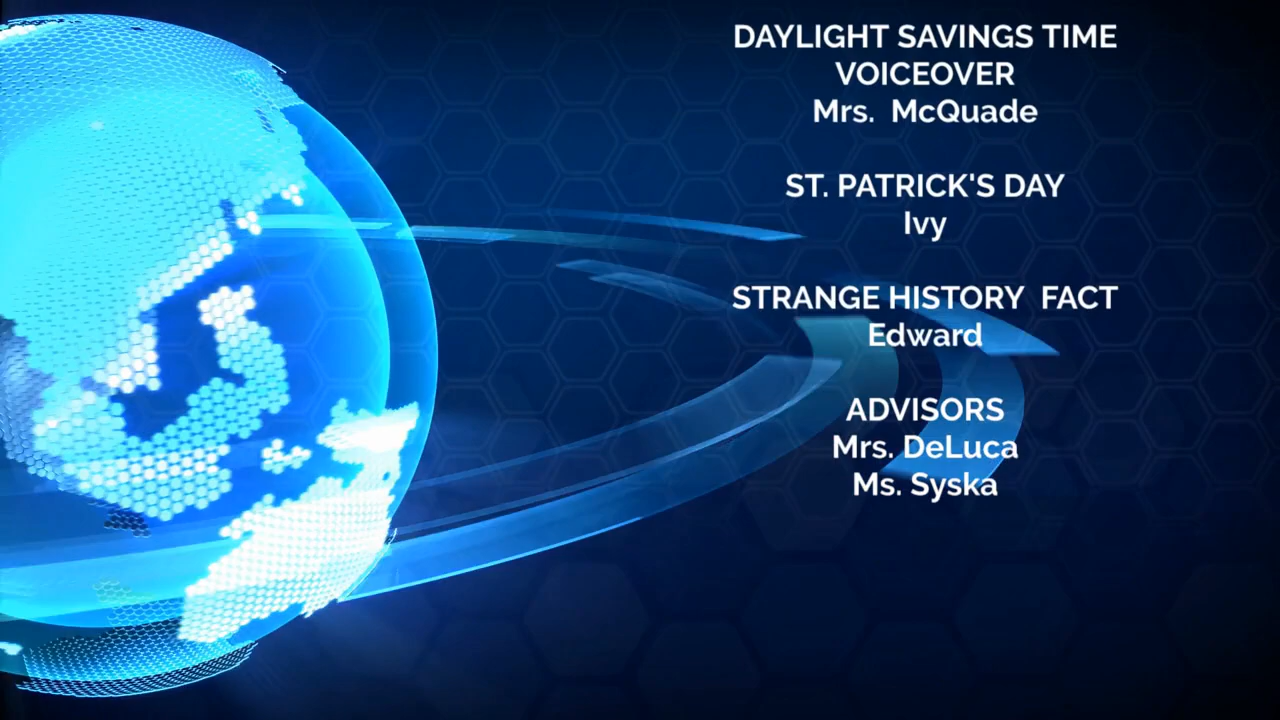 DAYLIGHT SAVINGS TIME
VOICEOVER
Mrs.  McQuade
ST. PATRICK'S DAY
Ivy
STRANGE HISTORY  FACT
Edward
ADVISORS
Mrs. DeLuca
Ms. Syska